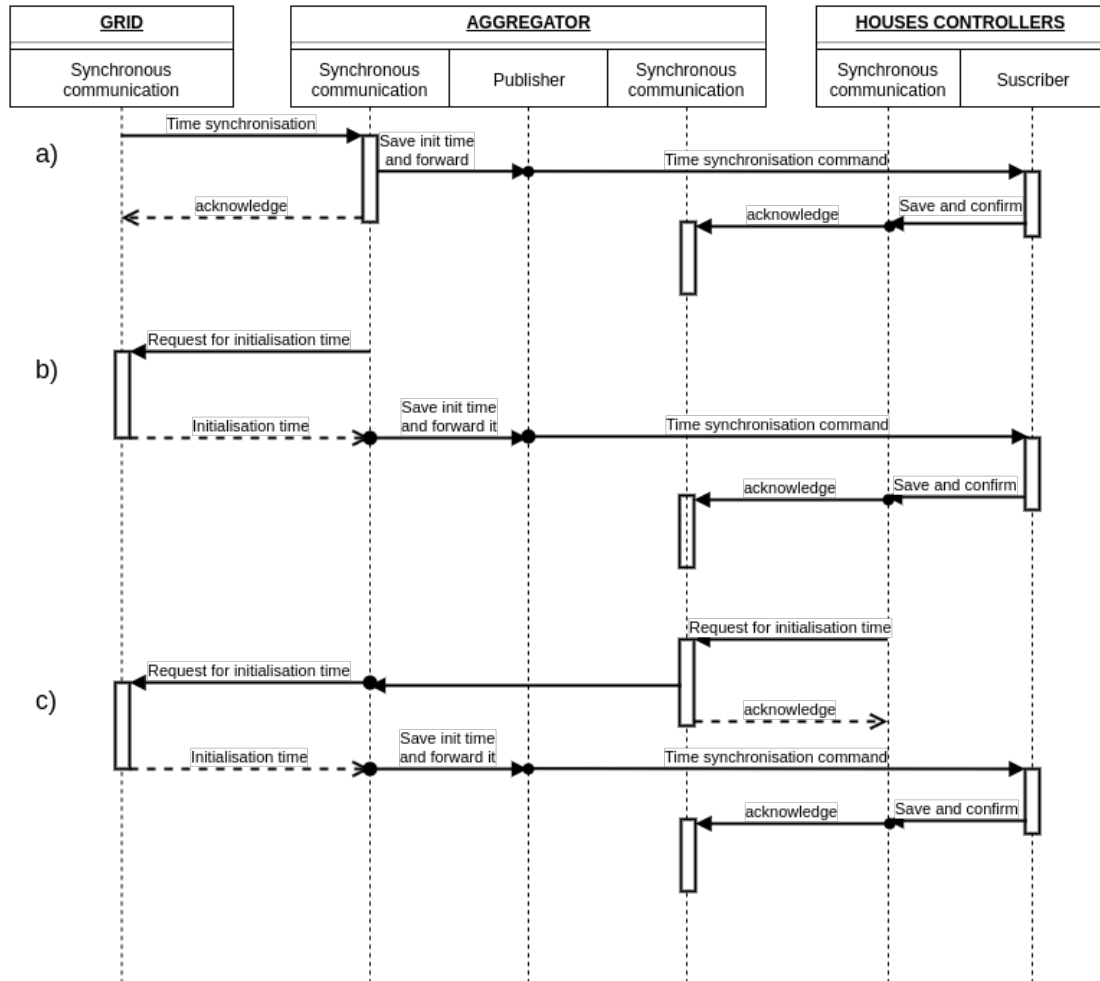 GRID
AGGREGATOR
HOUSES CONTROLLERS
Synchronous
communication
Synchronous
communication
Publisher
Synchronous
communication
Synchronous
communication
Suscriber
a)
Time synchronisation
Save init time
and forward
Time synchronisation command
acknowledge
acknowledge
Save and confirm
b)
Request for initialisation time
Initialisation time
Save init time
and forward it
Time synchronisation command
acknowledge
Save and confirm
c)
Request for initialisation time
Request for initialisation time
acknowledge
Initialisation time
Save init time
and forward it
Time synchronisation command
acknowledge
Save and confirm